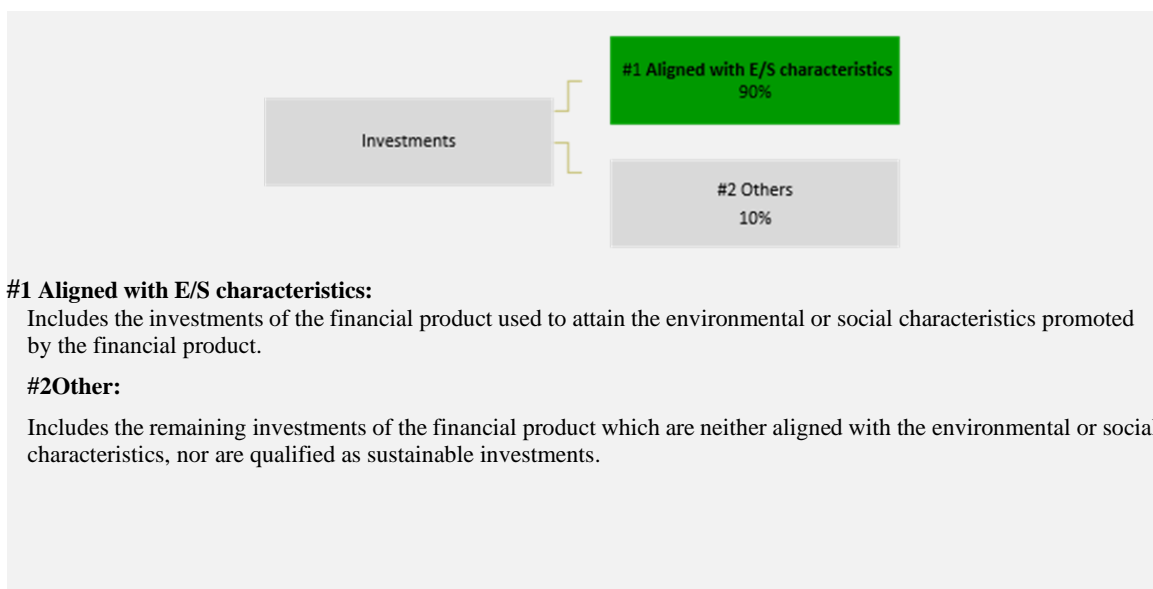 #1 Aligned with E/S characteristics
90%
Investments
#2 Others
10%
#1 Aligned with E/S characteristics:
Includes the investments of the financial product used to attain the environmental or social characteristics promoted
by the financial product.
#2Other:
Includes the remaining investments of the financial product which are neither aligned with the environmental or social
characteristics, nor are qualified as sustainable investments.